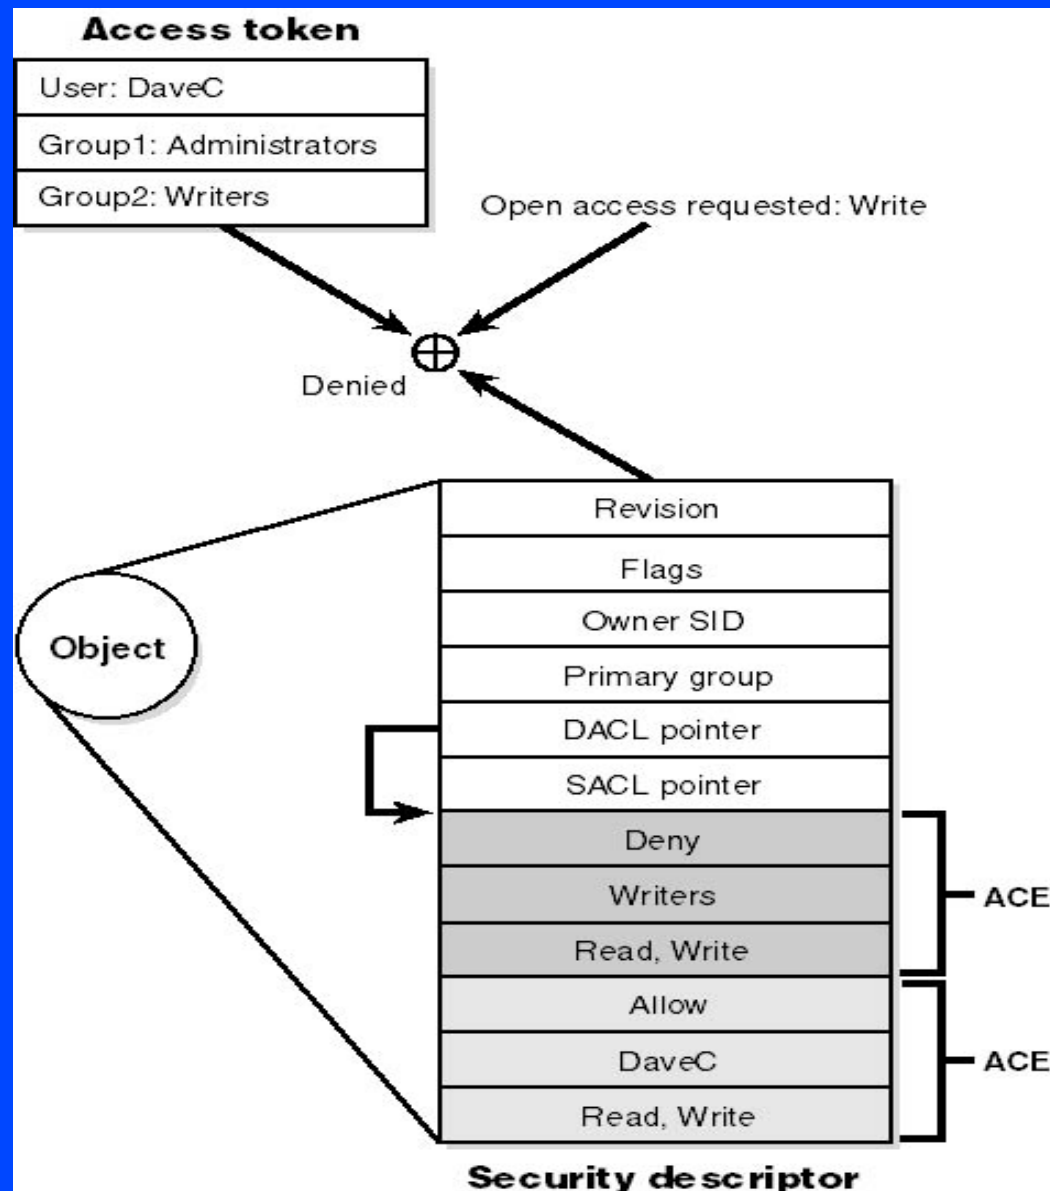 Access token
User: DaveC
Group1: Administrators
Group2: Writers
Open access requested: Write
Denied
Revision
Flags
Owner SID
Object
Primary group
DACL pointer
SACL pointer
Deny
Writers
ACE
Read, Write
Allow
DaveC
ACE
Read, Write
Security descriptor